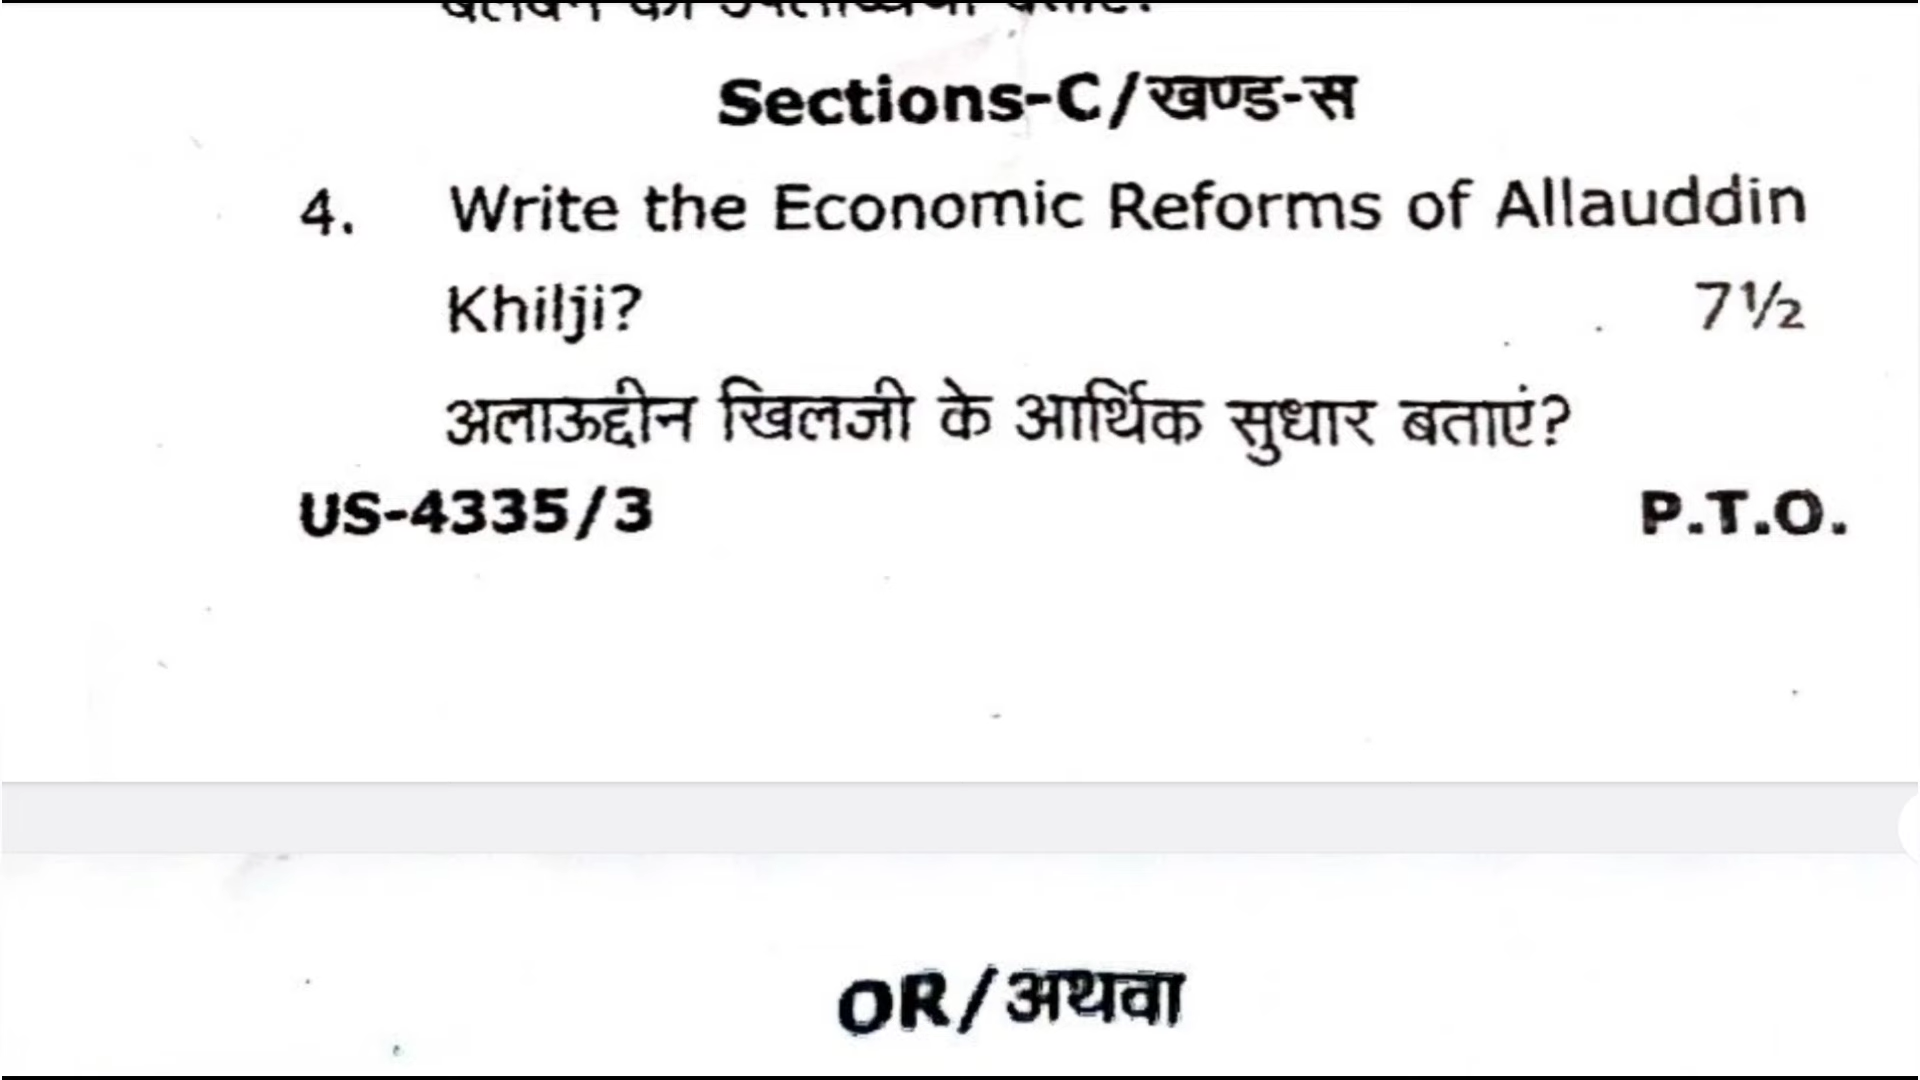 Sections-C/खण्ड-स
4. Write the Economic Reforms of Allauddin
Khilji? 7½
अलाऊद्दीन खिलजी के आर्थिक सुधार बताएं?
US-4335/3 P.T.O.
OR/अथवा